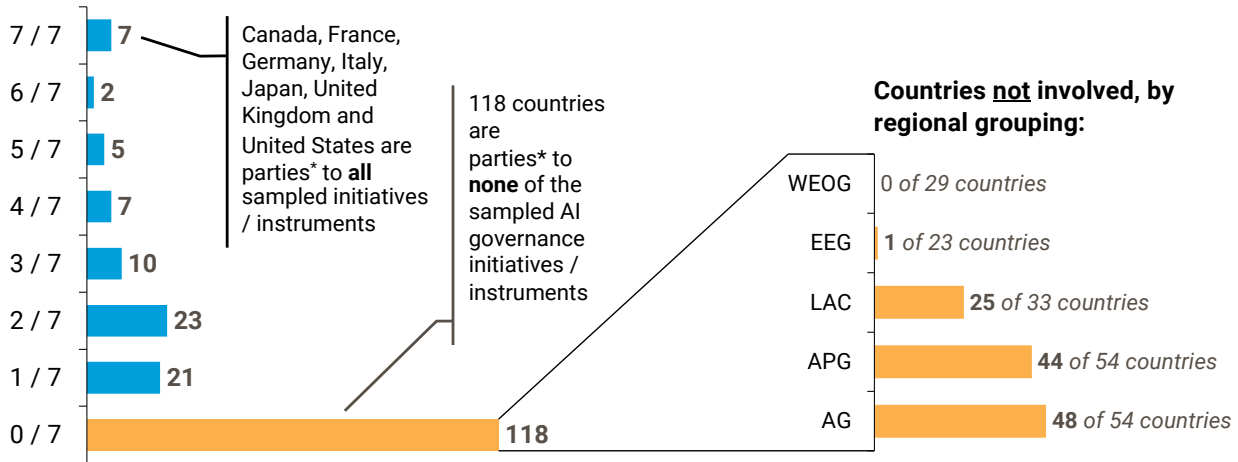 7 / 7
7
6 / 7
2
5 / 7
5
4 / 7
7
3 / 7
10
2 / 7
23
1 / 7
21
0 / 7
118
Canada, France,
Germany, Italy,
Japan, United
Kingdom and
United States are
parties* to all
sampled initiatives
/ instruments
118 countries
are
parties* to
none of the
sampled AI
governance
initiatives /
instruments
Countries not involved, by
regional grouping:
WEOG
0 of 29 countries
EEG
1 of 23 countries
LAC
25 of 33 countries
APG
44 of 54 countries
AG
48 of 54 countries